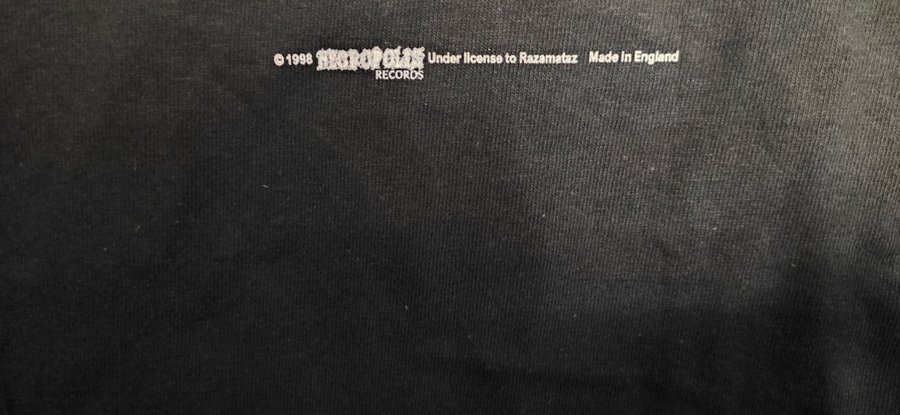 © 1998 NECROPOLIS RECORDS Under license to Razamataz Made in England